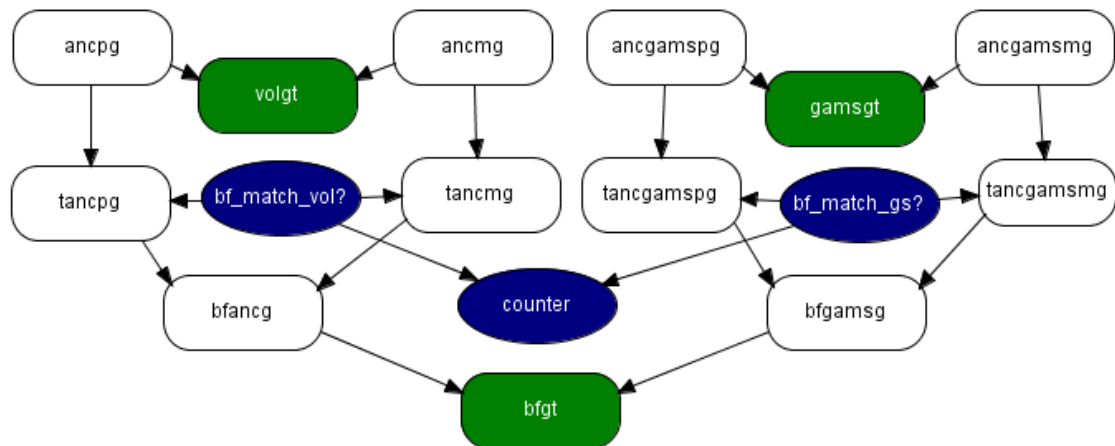 ancpg
ancmg
ancgamspg
ancgamsmg
volgt
gamsgt
tancpg
bf_match_vol?
tancmg
tancgamspg
bf_match_gs?
tancgamsmg
bfancg
counter
bfgamsg
bfgt